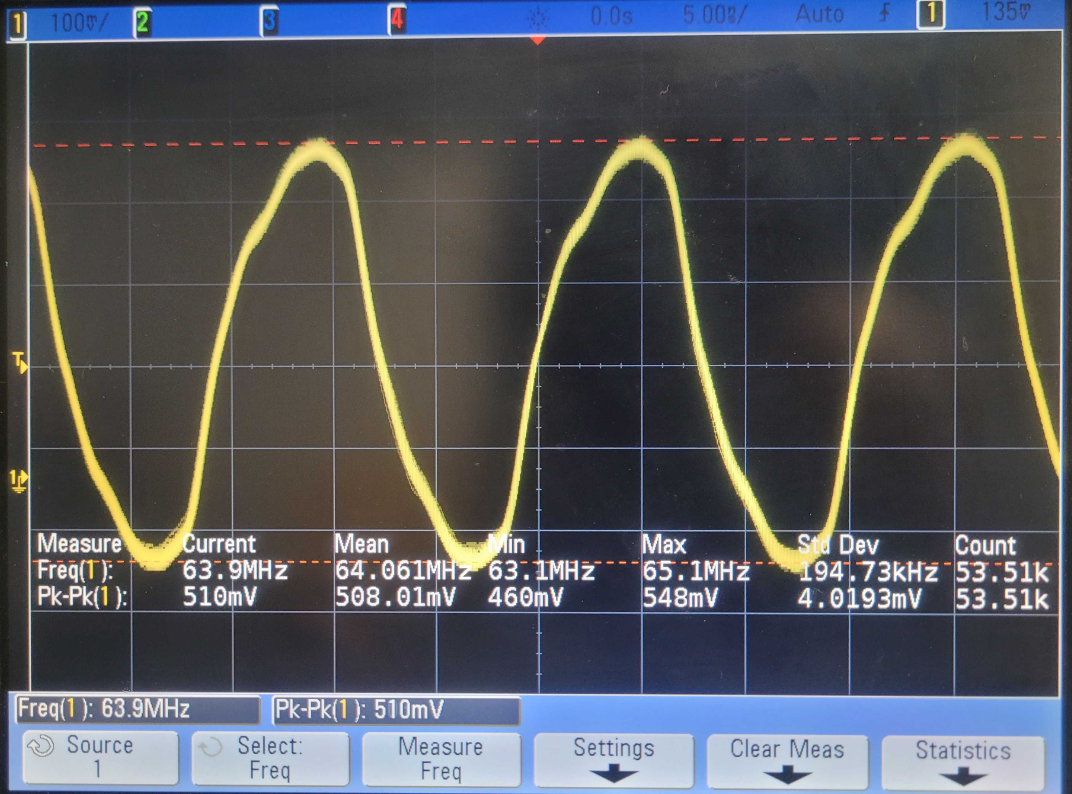 1 100mV/ 2 3 4 0.0s 5.00ns/ Auto 1 135mV
T
1
Measure Current Mean Min Max Std Dev Count
Freq(1): 63.9MHz 64.061MHz 63.1MHz 65.1MHz 194.73kHz 53.51k
Pk-Pk(1): 510mV 508.01mV 460mV 548mV 4.0193mV 53.51k
Freq(1): 63.9MHz Pk-Pk(1): 510mV
Source Select: Measure Settings Clear Meas Statistics
1 Freq Freq